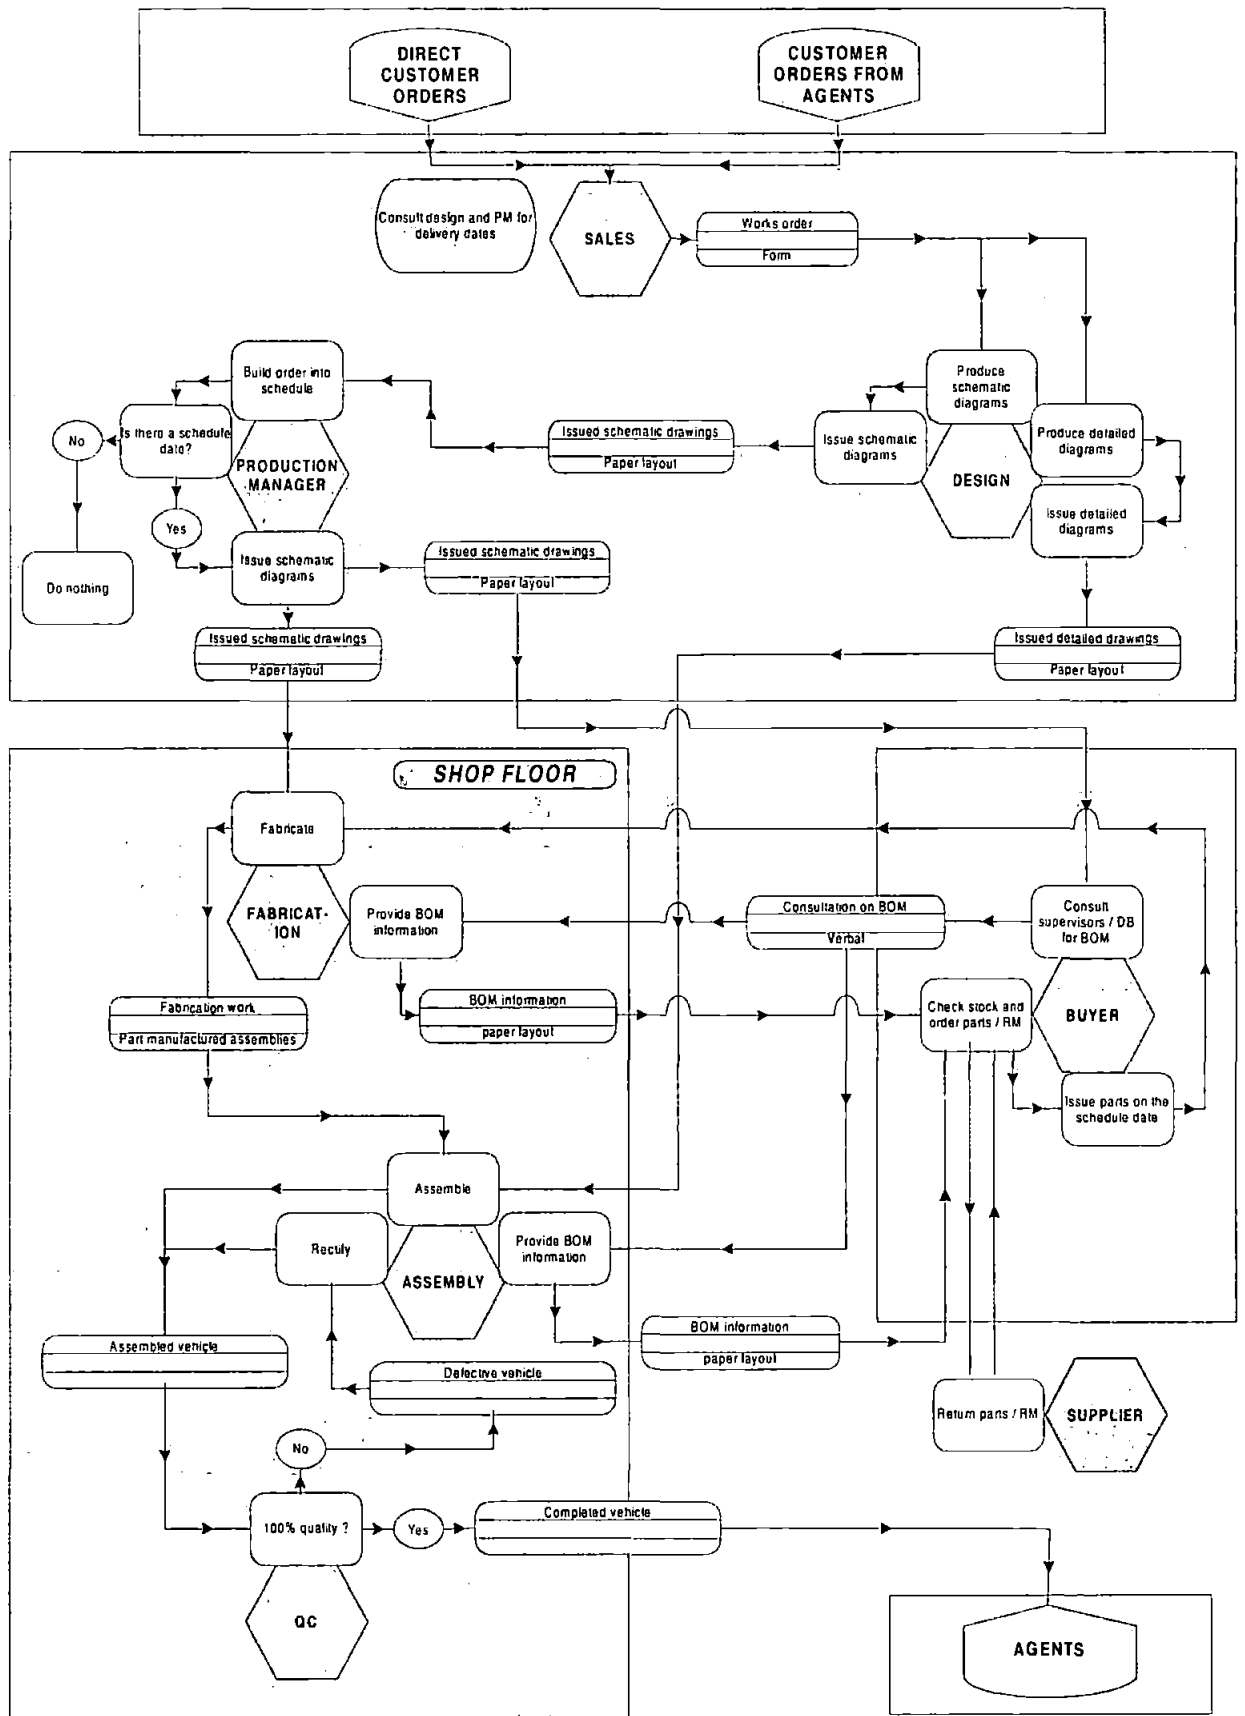 DIRECT
CUSTOMER
ORDERS
CUSTOMER
ORDERS FROM
AGENTS
Consult design and PM for
delivery dates
SALES
Works order
Form
Build order into
schedule
Is there a schedule
date?
No
Yes
PRODUCTION
MANAGER
Do nothing
Issue schematic
diagrams
Issued schematic drawings
Paper layout
Issued schematic drawings
Paper layout
Issued schematic drawings
Paper layout
Issue schematic
diagrams
Produce
schematic
diagrams
DESIGN
Produce detailed
diagrams
Issue detailed
diagrams
Issued detailed drawings
Paper layout
SHOP FLOOR
Fabricate
FABRICAT-
ION
Provide BOM
information
Consultation on BOM
Verbal
Consult
supervisors / DB
for BOM
Fabrication work
Part manufactured assemblies
BOM information
paper layout
Check stock and
order parts / RM
BUYER
Issue parts on the
schedule date
Assemble
Rectify
ASSEMBLY
Provide BOM
information
BOM information
paper layout
Assembled vehicle
Defective vehicle
Return parts / RM
SUPPLIER
No
100% quality ?
Yes
Completed vehicle
QC
AGENTS